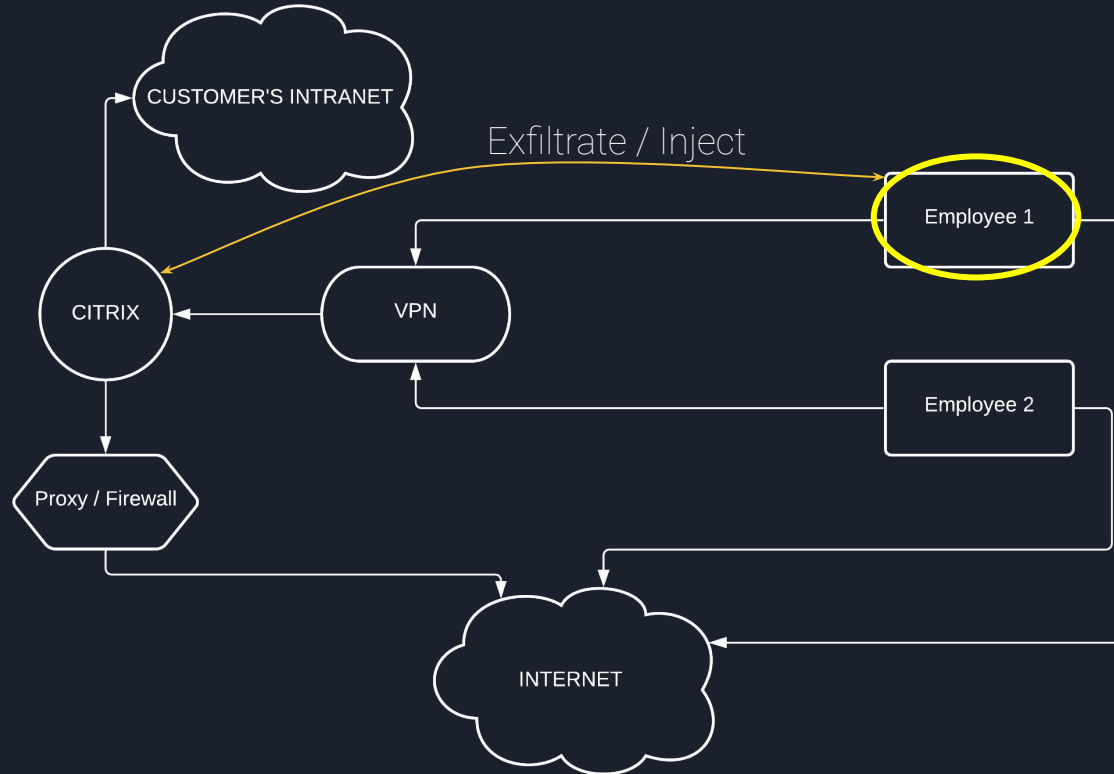 CUSTOMER'S INTRANET
Exfiltrate / Inject
Employee 1
CITRIX
VPN
Employee 2
Proxy / Firewall
INTERNET